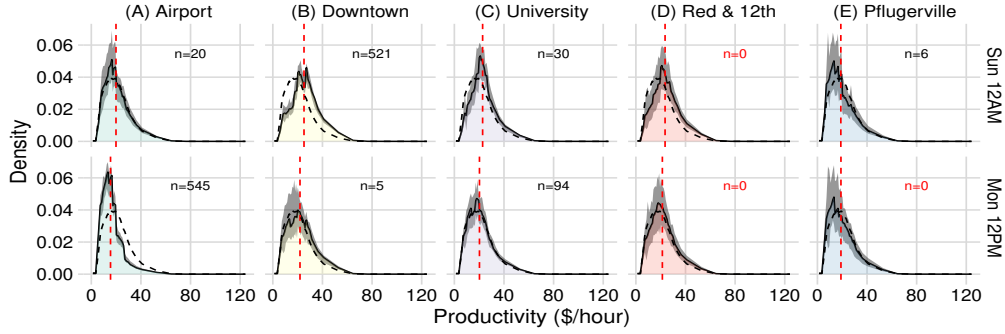 (A) Airport (B) Downtown (C) University (D) Red & 12th (E) Pflugerville
0.06 n=20 n=521 n=30 n=0 n=6 Sun 12AM
0.04
0.02
0.00
Density
0.06 n=545 n=5 n=94 n=0 n=0 Mon 12PM
0.04
0.02
0.00
0 40 80 120 0 40 80 120 0 40 80 120 0 40 80 120 0 40 80 120
Productivity ($/hour)